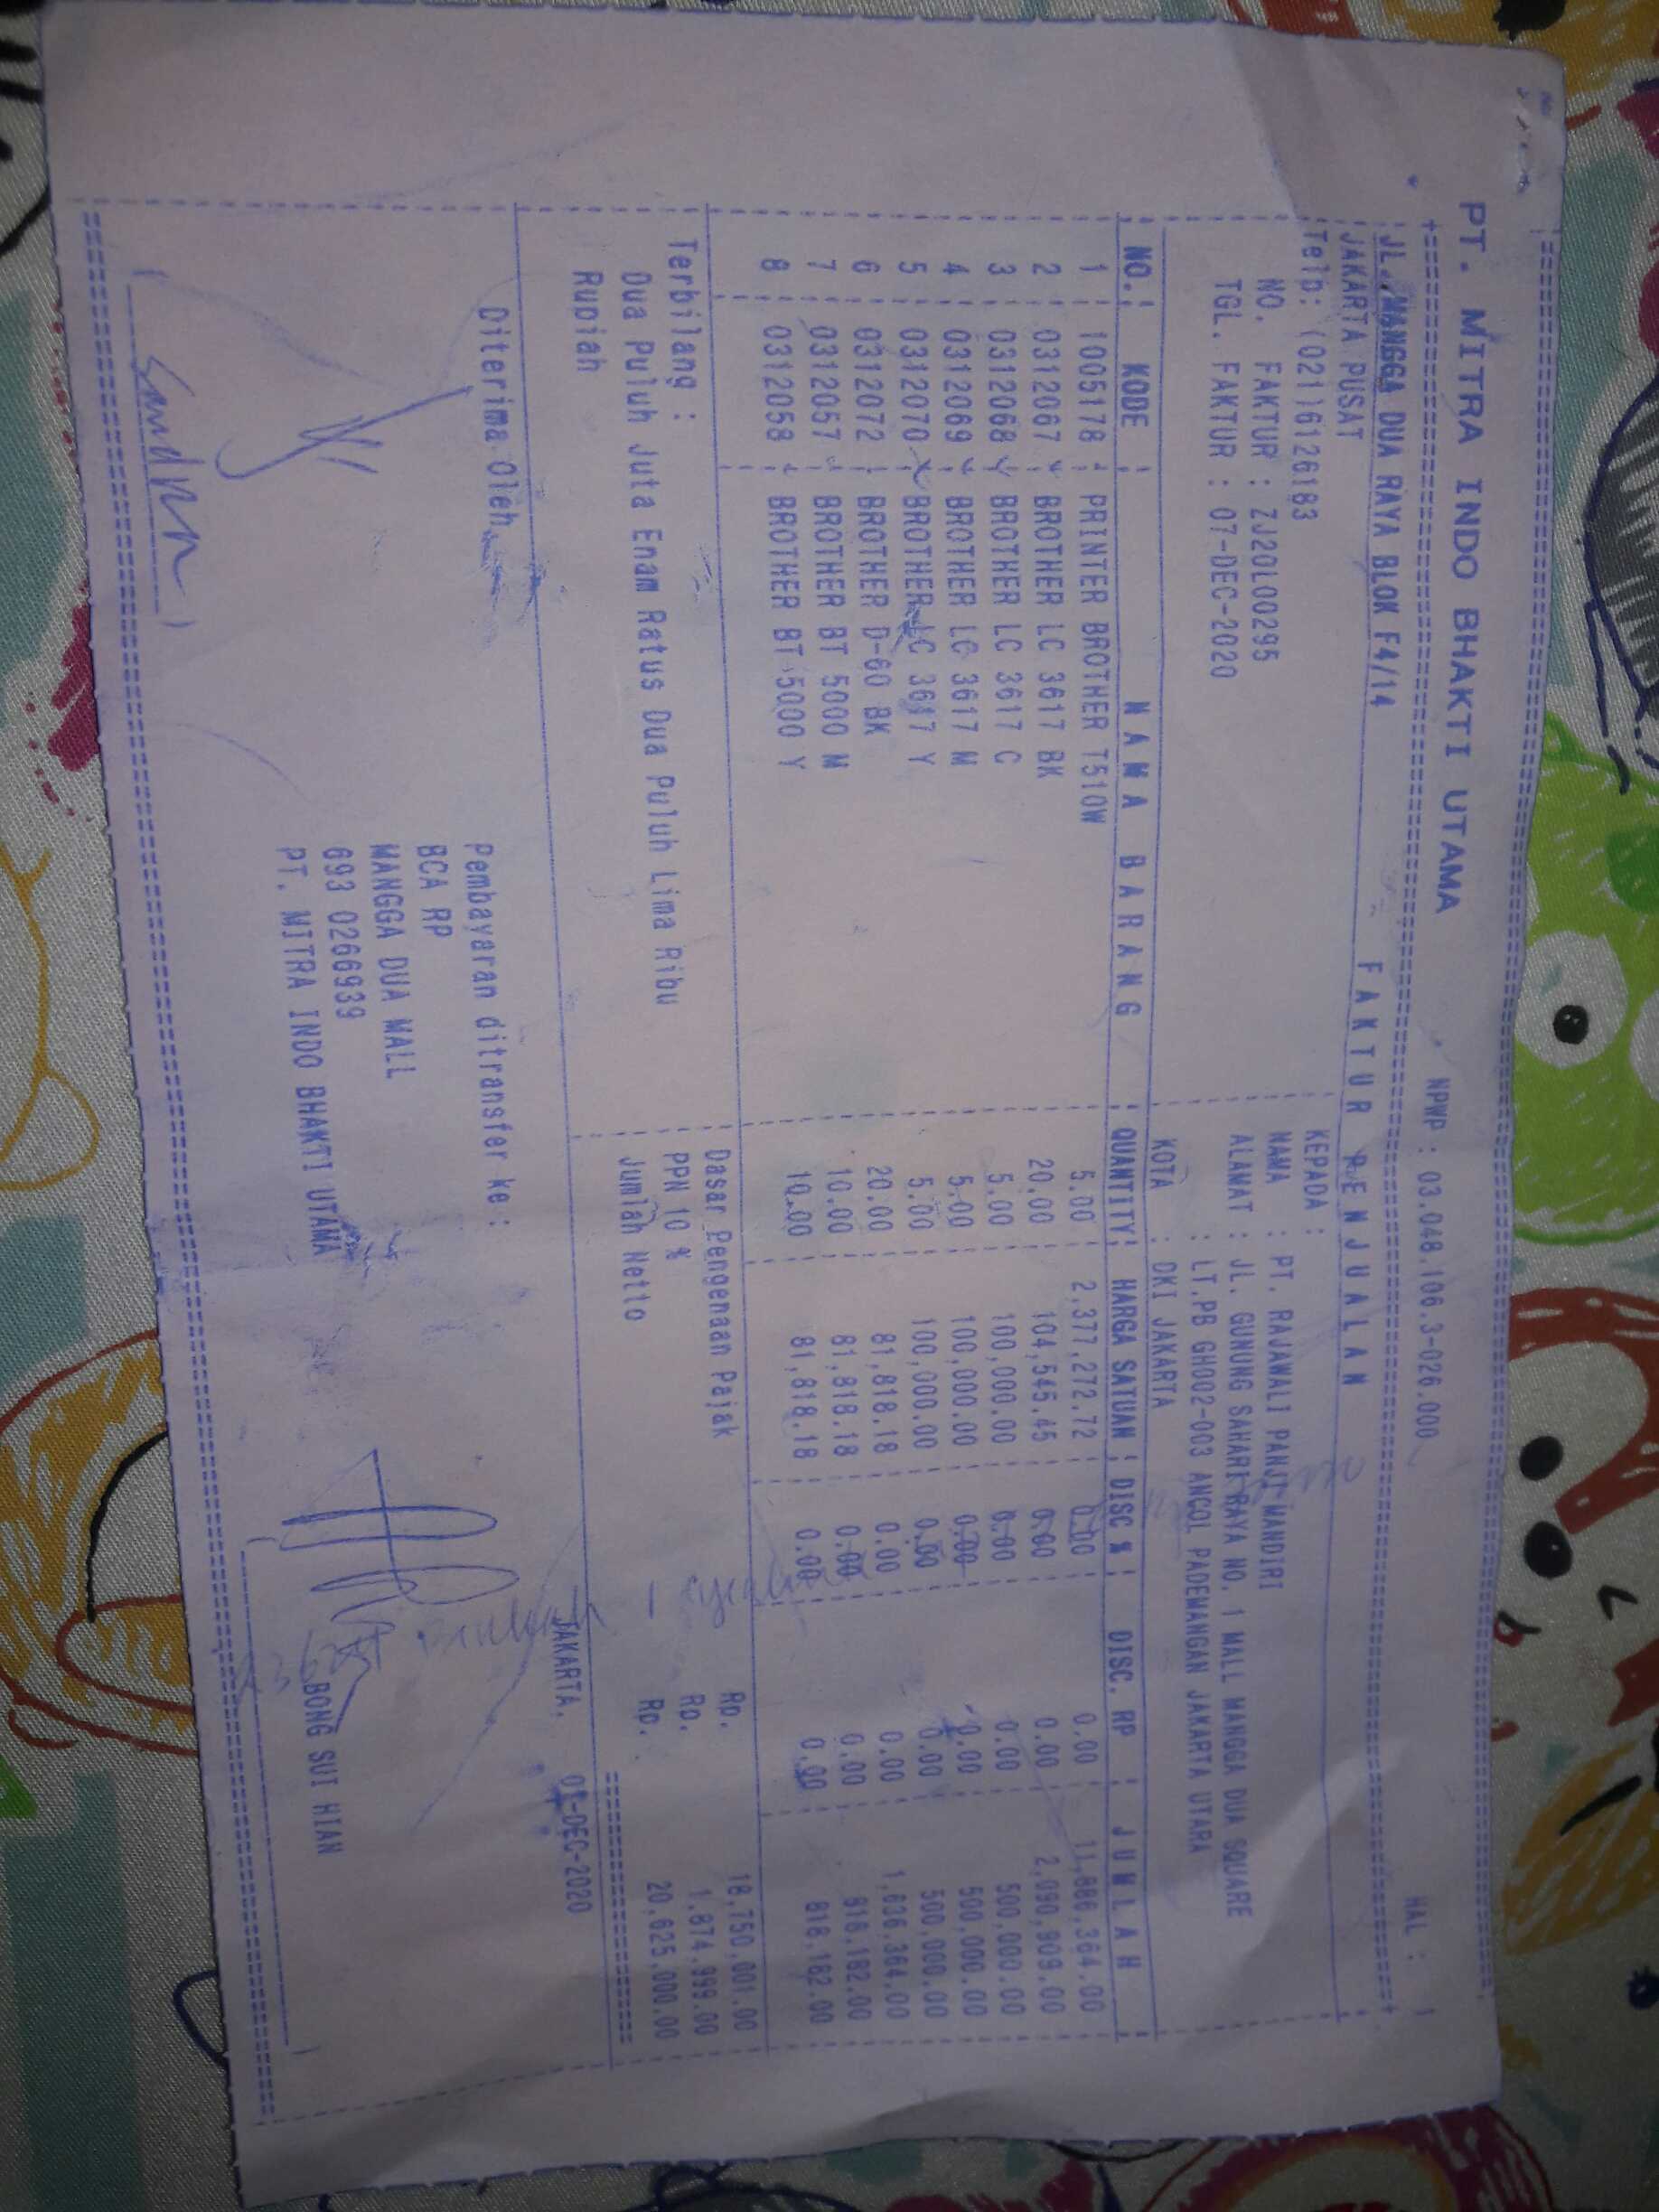 PT. MITRA INDO BHAKTI UTAMA NPWP : 03.048.106.3-026.000 HAL :
JL. MANGGA DUA RAYA BLOK F4/14
JAKARTA PUSAT
FAKTUR PENJUALAN
Telp: (021)6126183 KEPADA :
NO. FAKTUR : ZJ20L00295 NAMA : PT. RAJAWALI PANJI MANDIRI
TGL. FAKTUR : 07-DEC-2020 ALAMAT : JL. GUNUNG SAHARI RAYA NO. 1 MALL MANGGA DUA SQUARE
: LT.PB GH002-003 ANCOL PADEMANGAN JAKARTA UTARA
KOTA : DKI JAKARTA
NO. KODE NAMA BARANG QUANTITY HARGA SATUAN DISC % DISC. RP JUMLAH
1 1005178 PRINTER BROTHER T510W 5.00 2,377,272.72 0.00 0.00 11,886,364.00
2 0312067 BROTHER LC 3617 BK 20.00 104,545.45 0.00 0.00 2,090,909.00
3 0312068 BROTHER LC 3617 C 5.00 100,000.00 0.00 0.00 500,000.00
4 0312069 BROTHER LC 3617 M 5.00 100,000.00 0.00 0.00 500,000.00
5 0312070 BROTHER LC 3617 Y 5.00 100,000.00 0.00 0.00 500,000.00
6 0312072 BROTHER D-60 BK 20.00 81,818.18 0.00 0.00 1,636,364.00
7 0312057 BROTHER BT 5000 M 10.00 81,818.18 0.00 0.00 818,182.00
8 0312058 BROTHER BT 5000 Y 10.00 81,818.18 0.00 0.00 818,182.00
Terbilang : Dasar Pengenaan Pajak Rp. 18,750,001.00
Dua Puluh Juta Enam Ratus Dua Puluh Lima Ribu PPN 10 % Rp. 1,874,999.00
Rupiah Jumlah Netto Rp. 20,625,000.00
JAKARTA. 07-DEC-2020
Diterima Oleh Pembayaran ditransfer ke :
BCA RP
MANGGA DUA MALL
693 0266939
PT. MITRA INDO BHAKTI UTAMA
BONG SUI HIAN